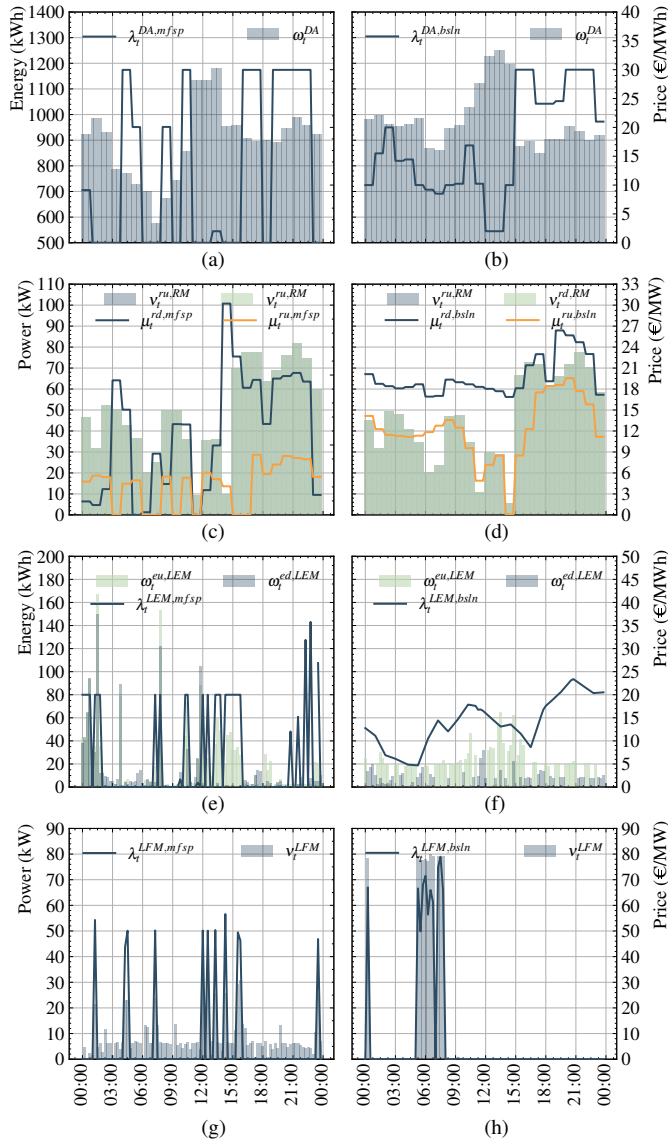 λ_t^{DA,mfsp} ω_t^{DA}
Energy (kWh)
1400
1300
1200
1100
1000
900
800
700
600
500
(a)
λ_t^{DA,bsln} ω_t^{DA}
40
35
30
25
20
15
10
5
0
Price (€/MWh)
(b)
Power (kW)
110
100
90
80
70
60
50
40
30
20
10
0
ν_t^{ru,RM} ν_t^{ru,RM}
μ_t^{rd,mfsp} μ_t^{ru,mfsp}
(c)
ν_t^{ru,RM} ν_t^{rd,RM}
μ_t^{rd,bsln} μ_t^{ru,bsln}
33
30
27
24
21
18
15
12
9
6
3
0
Price (€/MW)
(d)
Energy (kWh)
200
180
160
140
120
100
80
60
40
20
0
ω_t^{eu,LEM} ω_t^{ed,LEM}
λ_t^{LEM,mfsp}
(e)
ω_t^{eu,LEM} ω_t^{ed,LEM}
λ_t^{LEM,bsln}
50
45
40
35
30
25
20
15
10
5
0
Price (€/MWh)
(f)
Power (kW)
90
80
70
60
50
40
30
20
10
0
λ_t^{LFM,mfsp} ν_t^{LFM}
00:00 03:00 06:00 09:00 12:00 15:00 18:00 21:00 00:00
(g)
λ_t^{LFM,bsln} ν_t^{LFM}
90
80
70
60
50
40
30
20
10
0
Price (€/MW)
00:00 03:00 06:00 09:00 12:00 15:00 18:00 21:00 00:00
(h)